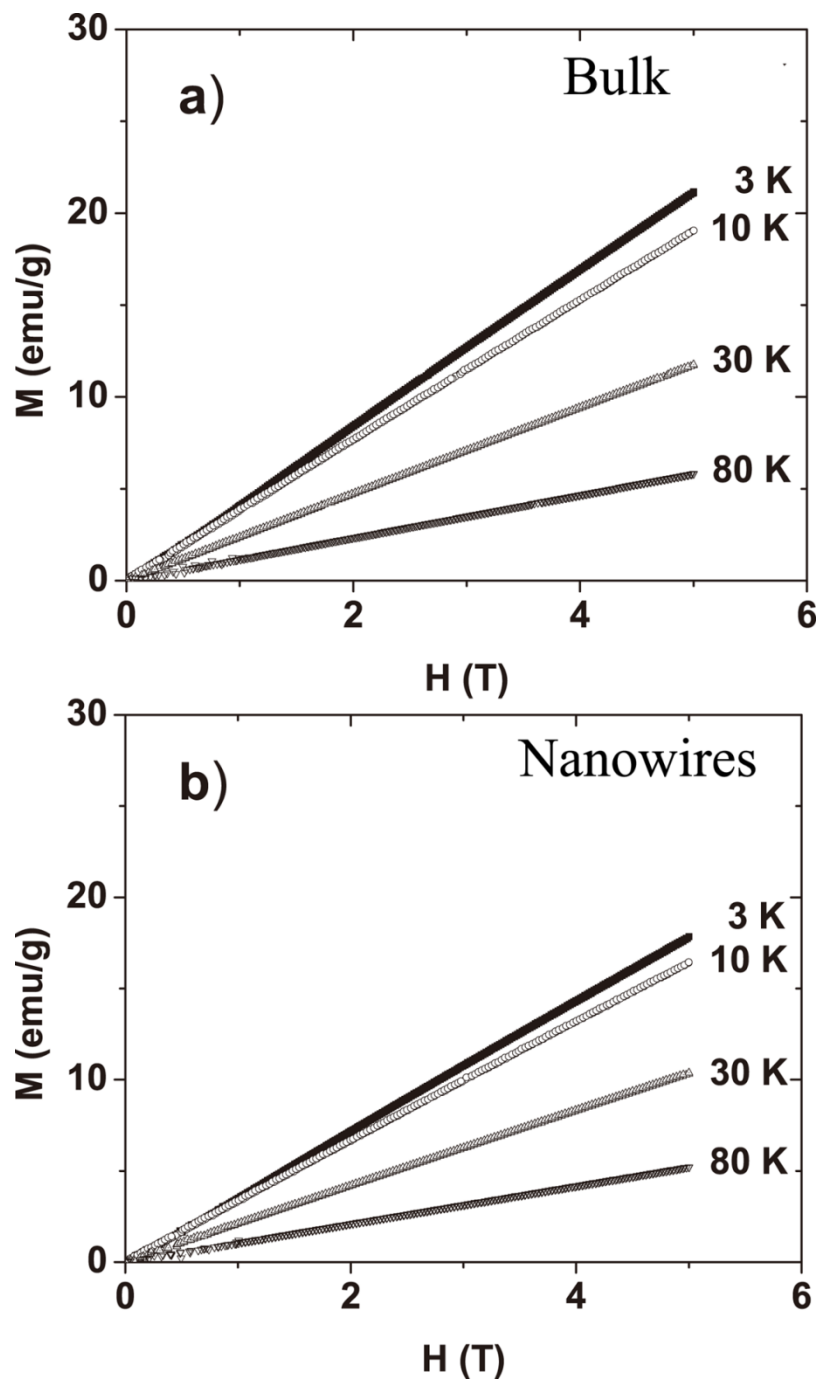 30
a)
Bulk
3 K
20
10 K
M (emu/g)
30 K
10
80 K
0
0 2 4 6
H (T)
30
b)
Nanowires
20
3 K
10 K
M (emu/g)
30 K
10
80 K
0
0 2 4 6
H (T)